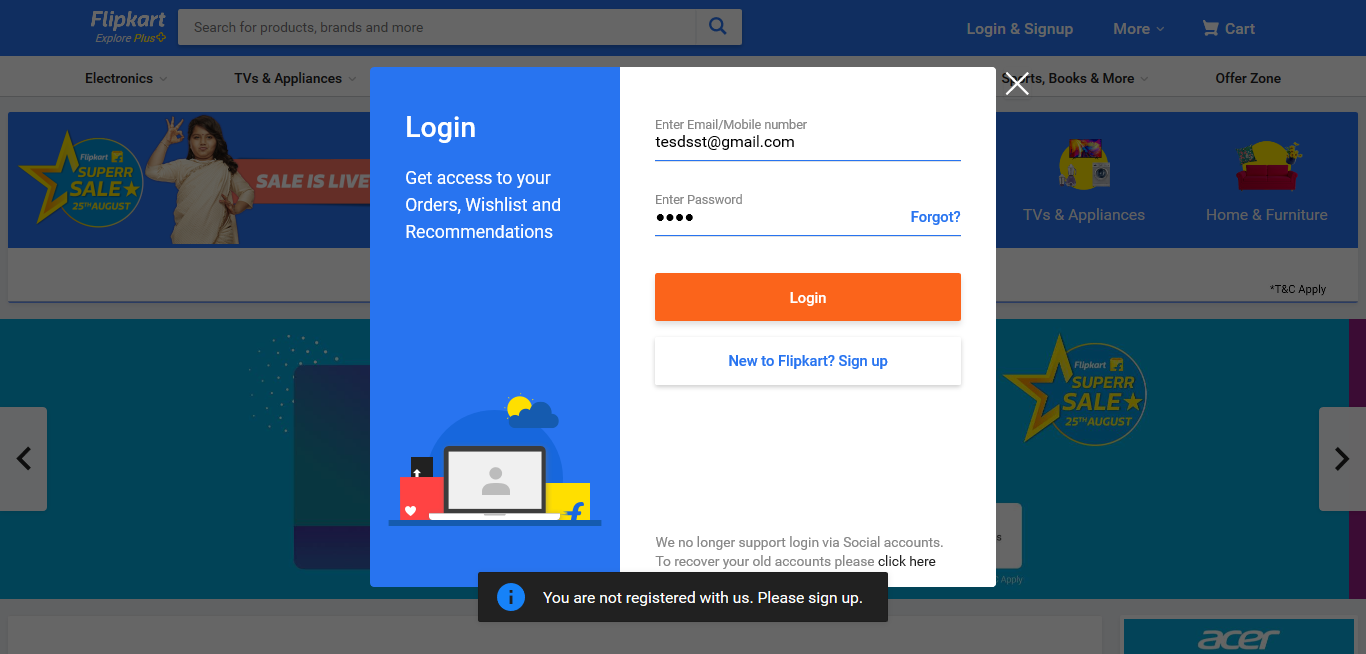 Flipkart
Explore Plus
Search for products, brands and more
Login & Signup
More
Cart
Electronics
TVs & Appliances
Sports, Books & More
Offer Zone
Flipkart
SUPERR
SALE
25TH AUGUST
SALE IS LIVE
TVs & Appliances
Home & Furniture
*T&C Apply
Login
Get access to your
Orders, Wishlist and
Recommendations
Enter Email/Mobile number
tesdsst@gmail.com
Enter Password
Forgot?
Login
New to Flipkart? Sign up
We no longer support login via Social accounts.
To recover your old accounts please click here
Flipkart
SUPERR
SALE
25TH AUGUST
Apply
You are not registered with us. Please sign up.
acer